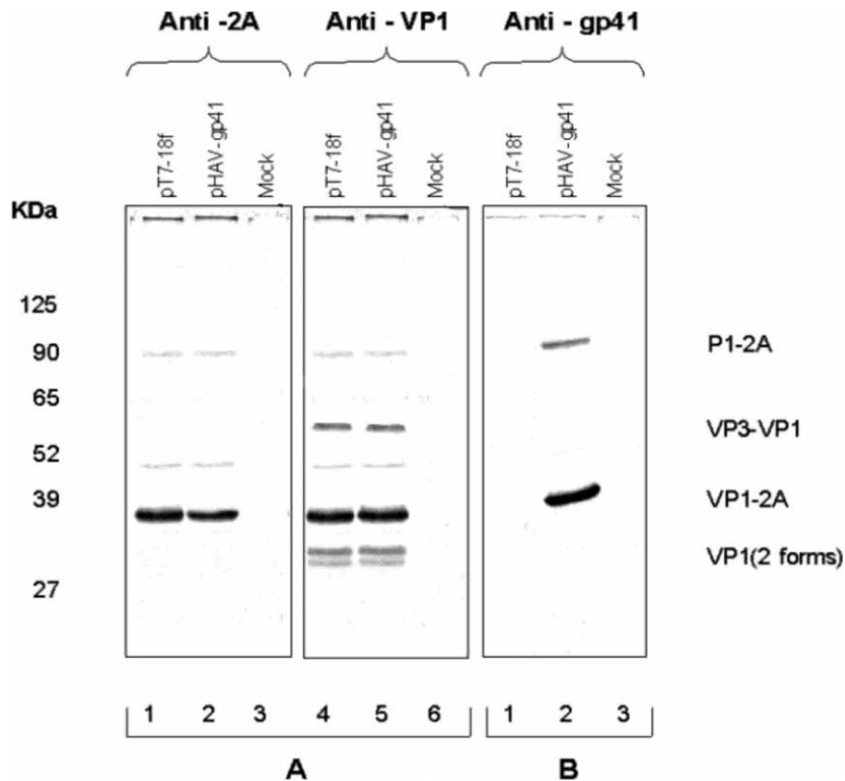 Anti -2A Anti - VP1 Anti - gp41
pT7-18f pHAV-gp41 Mock pT7-18f pHAV-gp41 Mock pT7-18f pHAV-gp41 Mock
KDa
125
90
65
52
39
27
P1-2A
VP3-VP1
VP1-2A
VP1(2 forms)
1 2 3 4 5 6 1 2 3
A B